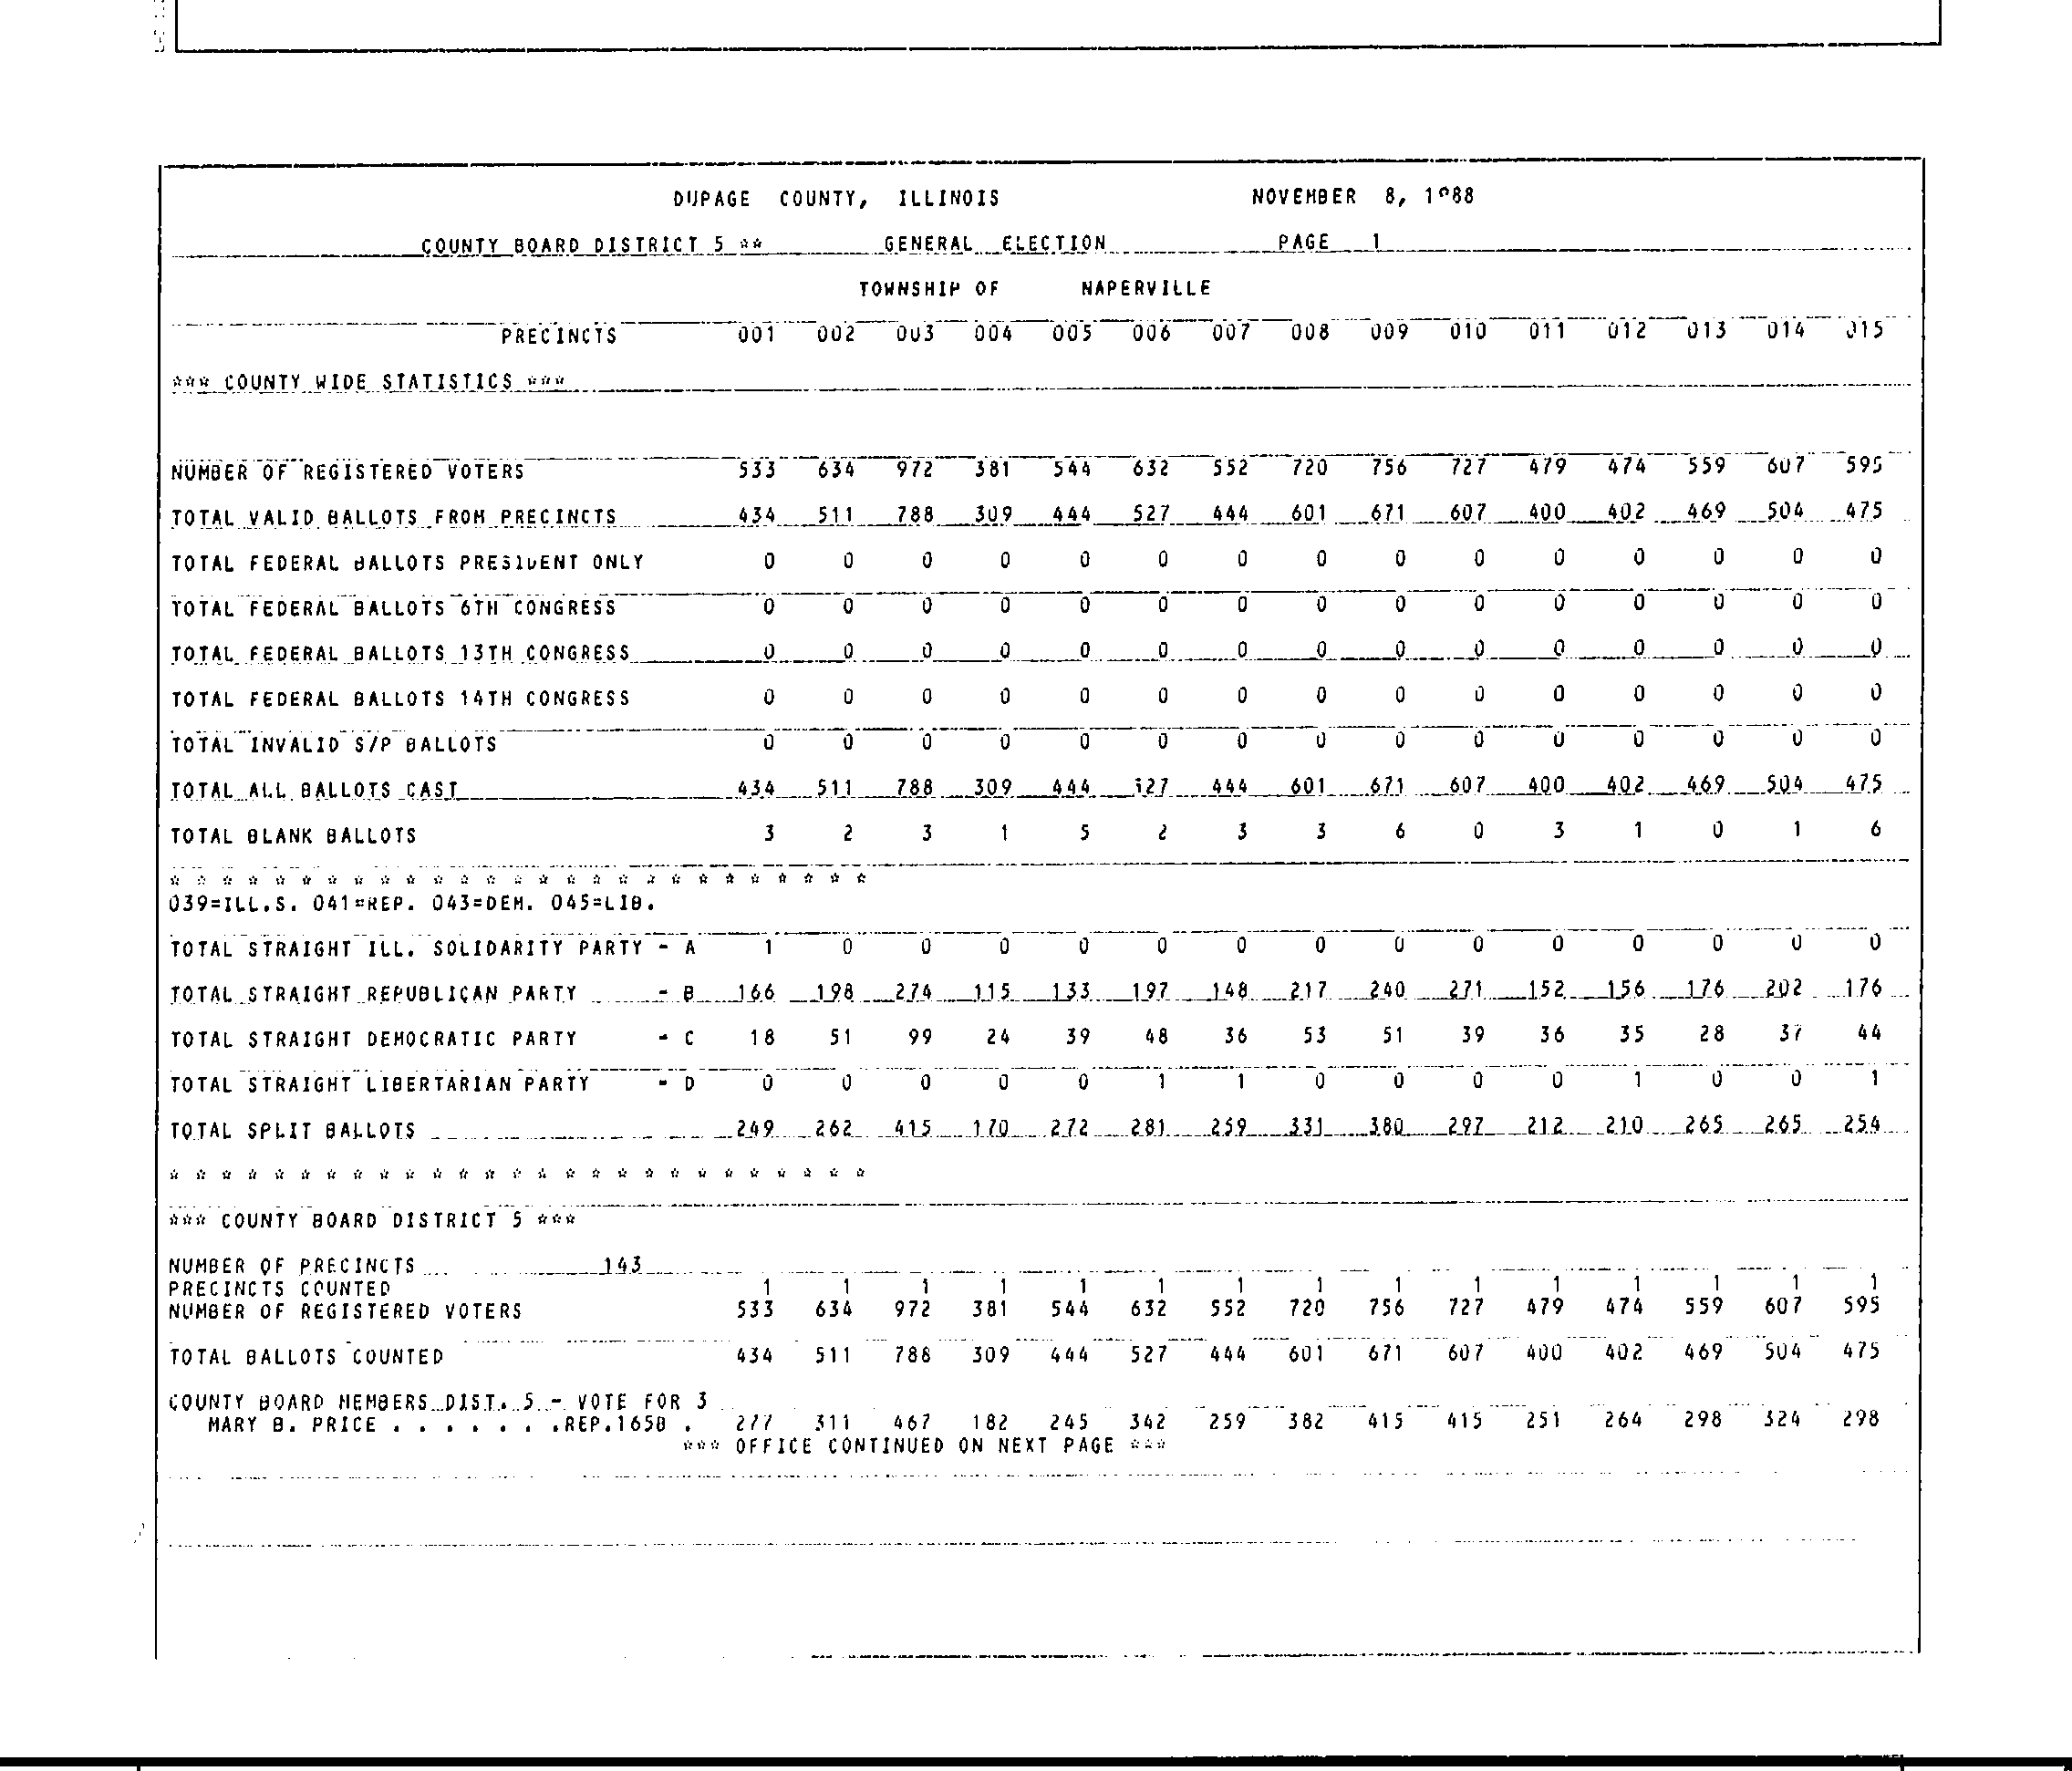 DUPAGE COUNTY, ILLINOIS NOVEMBER 8, 1988
COUNTY BOARD DISTRICT 5 ** GENERAL ELECTION PAGE 1
TOWNSHIP OF NAPERVILLE
PRECINCTS 001 002 003 004 005 006 007 008 009 010 011 012 013 014 015
*** COUNTY WIDE STATISTICS ***
NUMBER OF REGISTERED VOTERS 533 634 972 381 544 632 552 720 756 727 479 474 559 607 595
TOTAL VALID BALLOTS FROM PRECINCTS 434 511 788 309 444 527 444 601 671 607 400 402 469 504 475
TOTAL FEDERAL BALLOTS PRESIDENT ONLY 0 0 0 0 0 0 0 0 0 0 0 0 0 0 0
TOTAL FEDERAL BALLOTS 6TH CONGRESS 0 0 0 0 0 0 0 0 0 0 0 0 0 0 0
TOTAL FEDERAL BALLOTS 13TH CONGRESS 0 0 0 0 0 0 0 0 0 0 0 0 0 0 0
TOTAL FEDERAL BALLOTS 14TH CONGRESS 0 0 0 0 0 0 0 0 0 0 0 0 0 0 0
TOTAL INVALID S/P BALLOTS 0 0 0 0 0 0 0 0 0 0 0 0 0 0 0
TOTAL ALL BALLOTS CAST 434 511 788 309 444 527 444 601 671 607 400 402 469 504 475
TOTAL BLANK BALLOTS 3 2 3 1 5 2 3 3 6 0 3 1 0 1 6
* * * * * * * * * * * * * * * * * * * * * * * * * * *
039=ILL.S. 041=REP. 043=DEM. 045=LIB.
TOTAL STRAIGHT ILL. SOLIDARITY PARTY - A 1 0 0 0 0 0 0 0 0 0 0 0 0 0 0
TOTAL STRAIGHT REPUBLICAN PARTY - B 166 198 274 115 133 197 148 217 240 271 152 156 176 202 176
TOTAL STRAIGHT DEMOCRATIC PARTY - C 18 51 99 24 39 48 36 53 51 39 36 35 28 37 44
TOTAL STRAIGHT LIBERTARIAN PARTY - D 0 0 0 0 0 1 1 0 0 0 0 1 0 0 1
TOTAL SPLIT BALLOTS 249 262 415 170 272 281 259 331 380 297 212 210 265 265 254
* * * * * * * * * * * * * * * * * * * * * * * * * * *
*** COUNTY BOARD DISTRICT 5 ***
NUMBER OF PRECINCTS 143
PRECINCTS COUNTED 1 1 1 1 1 1 1 1 1 1 1 1 1 1 1
NUMBER OF REGISTERED VOTERS 533 634 972 381 544 632 552 720 756 727 479 474 559 607 595
TOTAL BALLOTS COUNTED 434 511 788 309 444 527 444 601 671 607 400 402 469 504 475
COUNTY BOARD MEMBERS DIST. 5 - VOTE FOR 3
MARY B. PRICE . . . . . . .REP.165B . 277 311 467 182 245 342 259 382 415 415 251 264 298 324 298
*** OFFICE CONTINUED ON NEXT PAGE ***